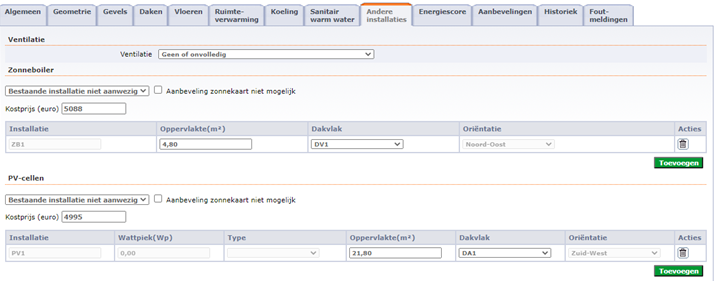 Algemeen Geometrie Gevels Daken Vloeren Ruimte-verwarming Koeling Sanitair warm water Andere installaties Energiescore Aanbevelingen Historiek Fout-meldingen
Ventilatie
Ventilatie Geen of onvolledig
Zonneboiler
Bestaande installatie niet aanwezig Aanbeveling zonnekaart niet mogelijk
Kostprijs (euro) 5088
Installatie Oppervlakte(m²) Dakvlak Oriëntatie Acties
ZB1 4,80 DV1 Noord-Oost
Toevoegen
PV-cellen
Bestaande installatie niet aanwezig Aanbeveling zonnekaart niet mogelijk
Kostprijs (euro) 4995
Installatie Wattpiek(Wp) Type Oppervlakte(m²) Dakvlak Oriëntatie Acties
PV1 0,00 21,80 DA1 Zuid-West
Toevoegen